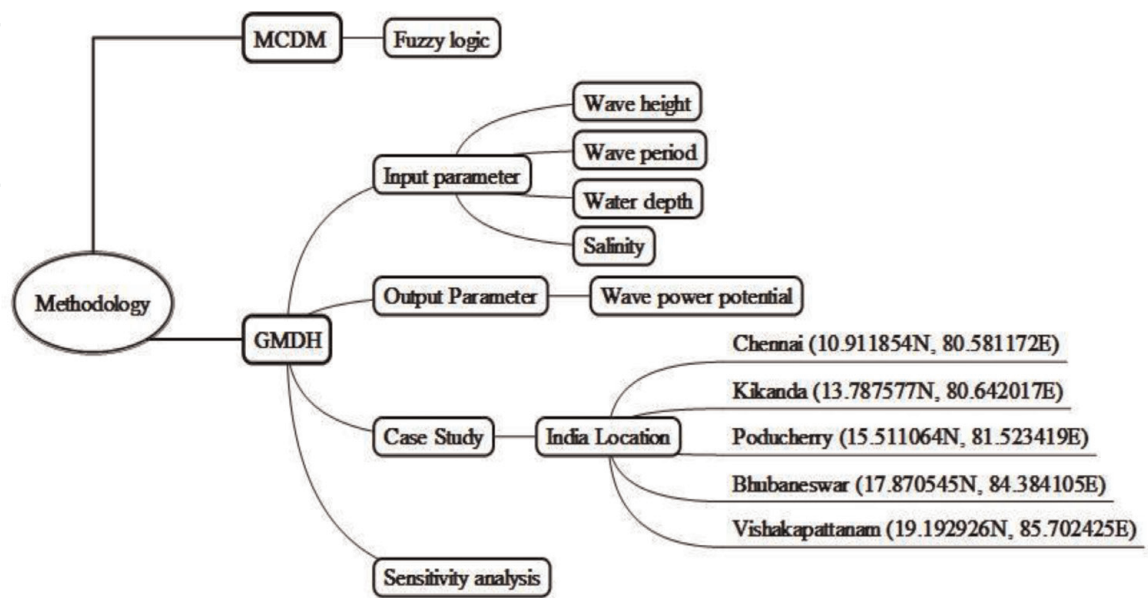 MCDM
Fuzzy logic
Wave height
Wave period
Input parameter
Water depth
Salinity
Methodology
Output Parameter
Wave power potential
GMDH
Chennai (10.911854N, 80.581172E)
Kikanda (13.787577N, 80.642017E)
Case Study
India Location
Poducherry (15.511064N, 81.523419E)
Bhubaneswar (17.870545N, 84.384105E)
Vishakapattanam (19.192926N, 85.702425E)
Sensitivity analysis